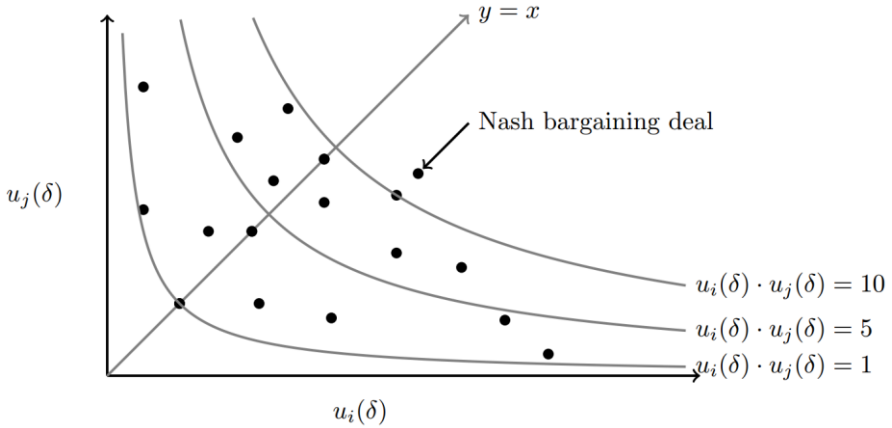 y = x
Nash bargaining deal
u_j(δ)
u_i(δ) · u_j(δ) = 10
u_i(δ) · u_j(δ) = 5
u_i(δ) · u_j(δ) = 1
u_i(δ)